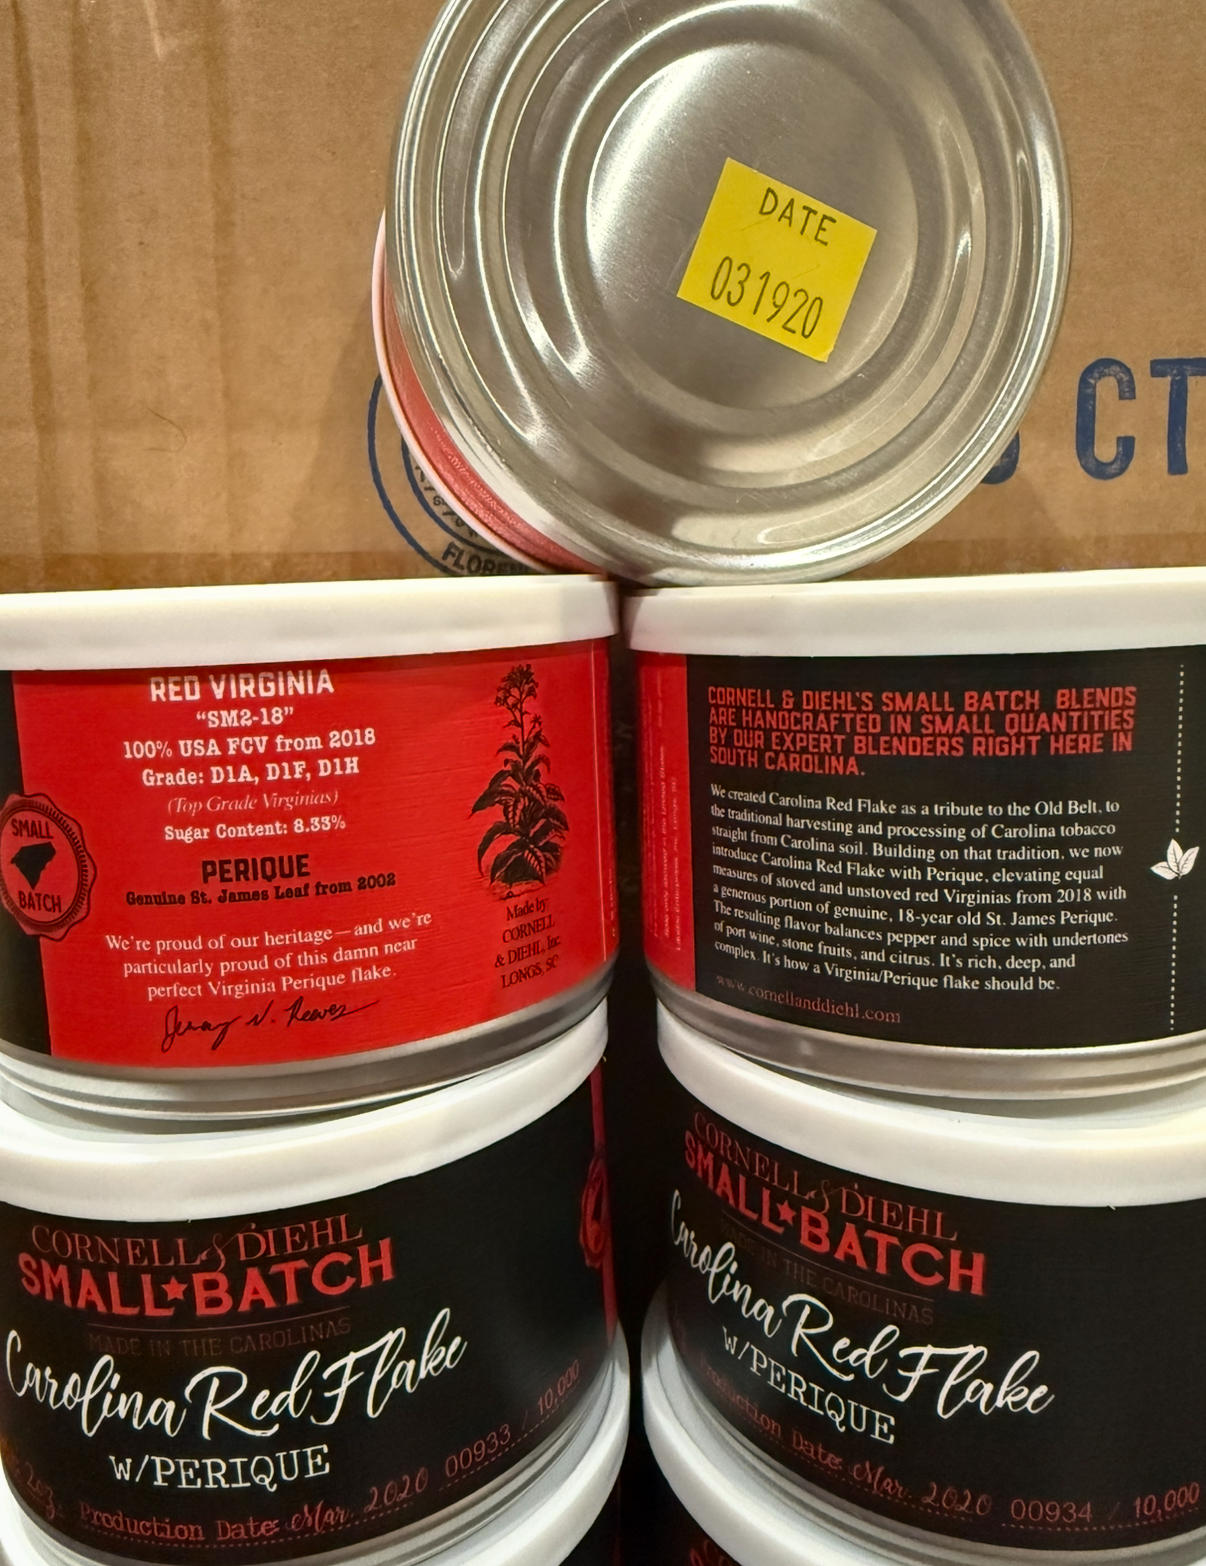 DATE
031920
CT
FLOREN
RED VIRGINIA
"SM2-18"
100% USA FCV from 2018
Grade: D1A, D1F, D1H
(Top Grade Virginias)
Sugar Content: 8.33%
PERIQUE
Genuine St. James Leaf from 2002
We're proud of our heritage—and we're
particularly proud of this damn near
perfect Virginia Perique flake.
SMALL
BATCH
Made by
CORNELL
& DIEHL, Inc.
LONGS, SC
CORNELL & DIEHL'S SMALL BATCH BLENDS
ARE HANDCRAFTED IN SMALL QUANTITIES
BY OUR EXPERT BLENDERS RIGHT HERE IN
SOUTH CAROLINA.
We created Carolina Red Flake as a tribute to the Old Belt, to
the traditional harvesting and processing of Carolina tobacco
straight from Carolina soil. Building on that tradition, we now
introduce Carolina Red Flake with Perique, elevating equal
measures of stoved and unstoved red Virginias from 2018 with
a generous portion of genuine, 18-year old St. James Perique.
The resulting flavor balances pepper and spice with undertones
of port wine, stone fruits, and citrus. It's rich, deep, and
complex. It's how a Virginia/Perique flake should be.
www.cornellanddiehl.com
CORNELL & DIEHL
SMALL★BATCH
MADE IN THE CAROLINAS
Carolina Red Flake
W/PERIQUE
2oz. Production Date: Mar. 2020 00933 / 10,000
CORNELL & DIEHL
SMALL★BATCH
MADE IN THE CAROLINAS
Carolina Red Flake
W/PERIQUE
Production Date: Mar. 2020 00934 / 10,000